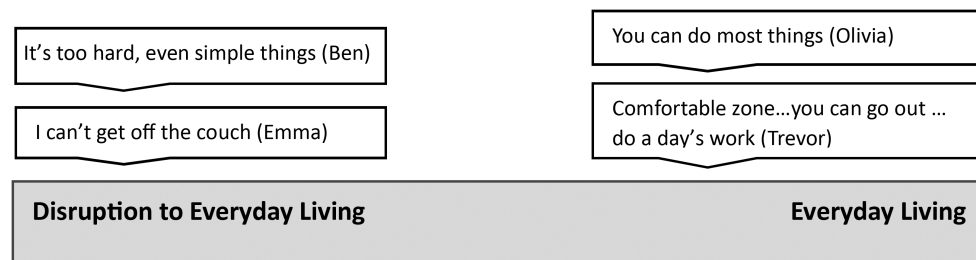 It’s too hard, even simple things (Ben)
I can’t get off the couch (Emma)
You can do most things (Olivia)
Comfortable zone...you can go out ...
do a day’s work (Trevor)
Disruption to Everyday Living
Everyday Living